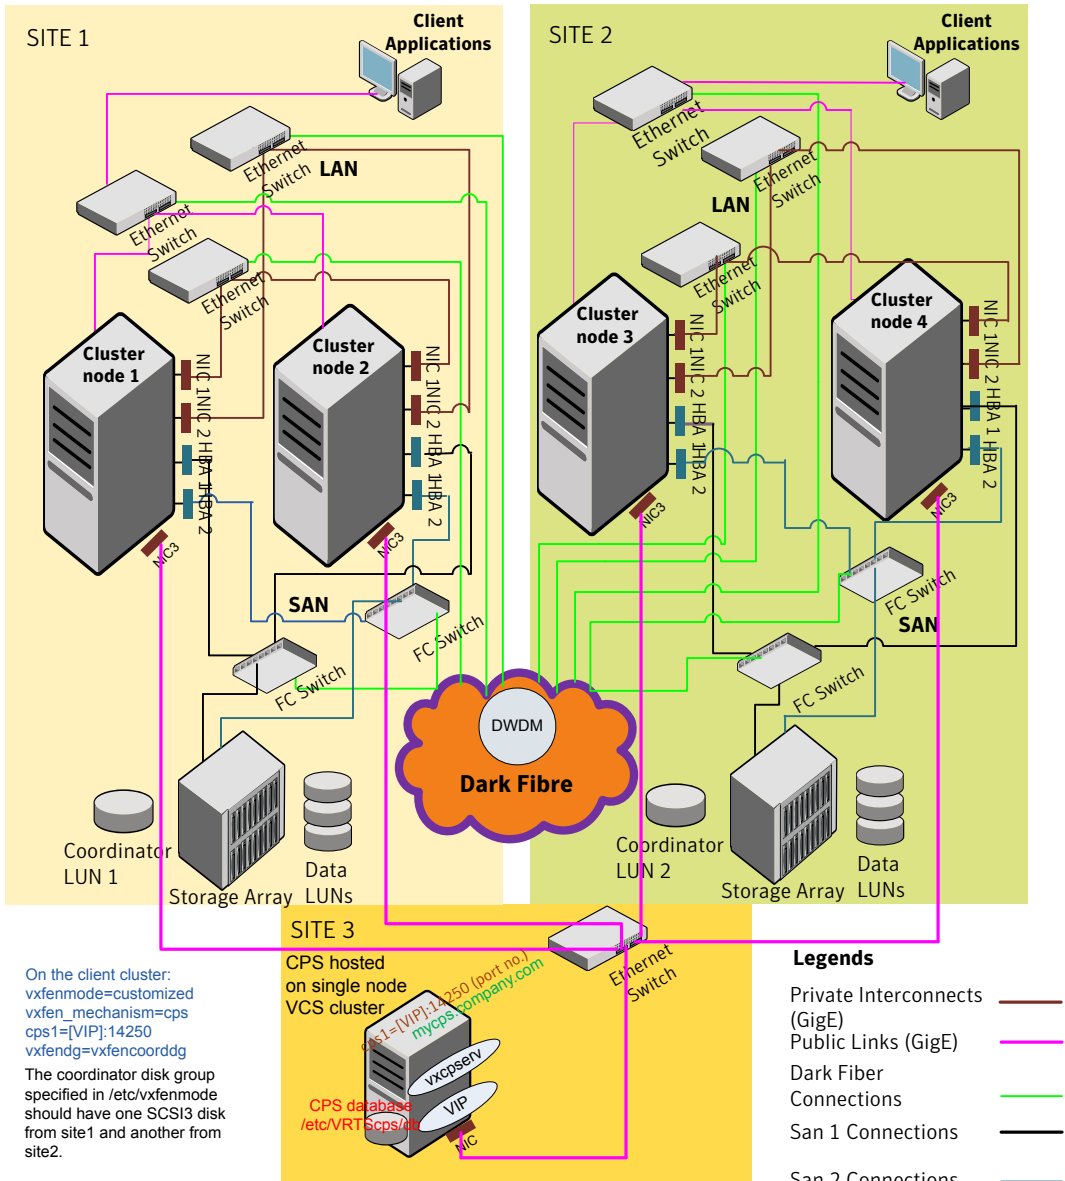 SITE 1
Client
Applications
Ethernet
Switch
LAN
Ethernet
Switch
Ethernet
Switch
Cluster
node 1
NIC 1
NIC 2
HBA 1
HBA 2
NIC3
Cluster
node 2
NIC 1
NIC 2
HBA 1
HBA 2
NIC3
SAN
FC Switch
FC Switch
Coordinator
LUN 1
Storage Array
Data
LUNs
SITE 2
Client
Applications
Ethernet
Switch
Ethernet
Switch
LAN
Ethernet
Switch
Cluster
node 3
NIC 1
NIC 2
HBA 1
HBA 2
NIC3
Cluster
node 4
NIC 1
NIC 2
HBA 1
HBA 2
NIC3
FC Switch
SAN
FC Switch
Coordinator
LUN 2
Storage Array
Data
LUNs
DWDM
Dark Fibre
SITE 3
CPS hosted
on single node
VCS cluster
Ethernet
Switch
cps1=[VIP]:14250 (port no.)
mycps.company.com
vxcpserv
VIP
CPS database
/etc/VRTScps/db
NIC
On the client cluster:
vxfenmode=customized
vxfen_mechanism=cps
cps1=[VIP]:14250
vxfendg=vxfencoorddg
The coordinator disk group
specified in /etc/vxfenmode
should have one SCSI3 disk
from site1 and another from
site2.
Legends
Private Interconnects
(GigE)
Public Links (GigE)
Dark Fiber
Connections
San 1 Connections
San 2 Connections